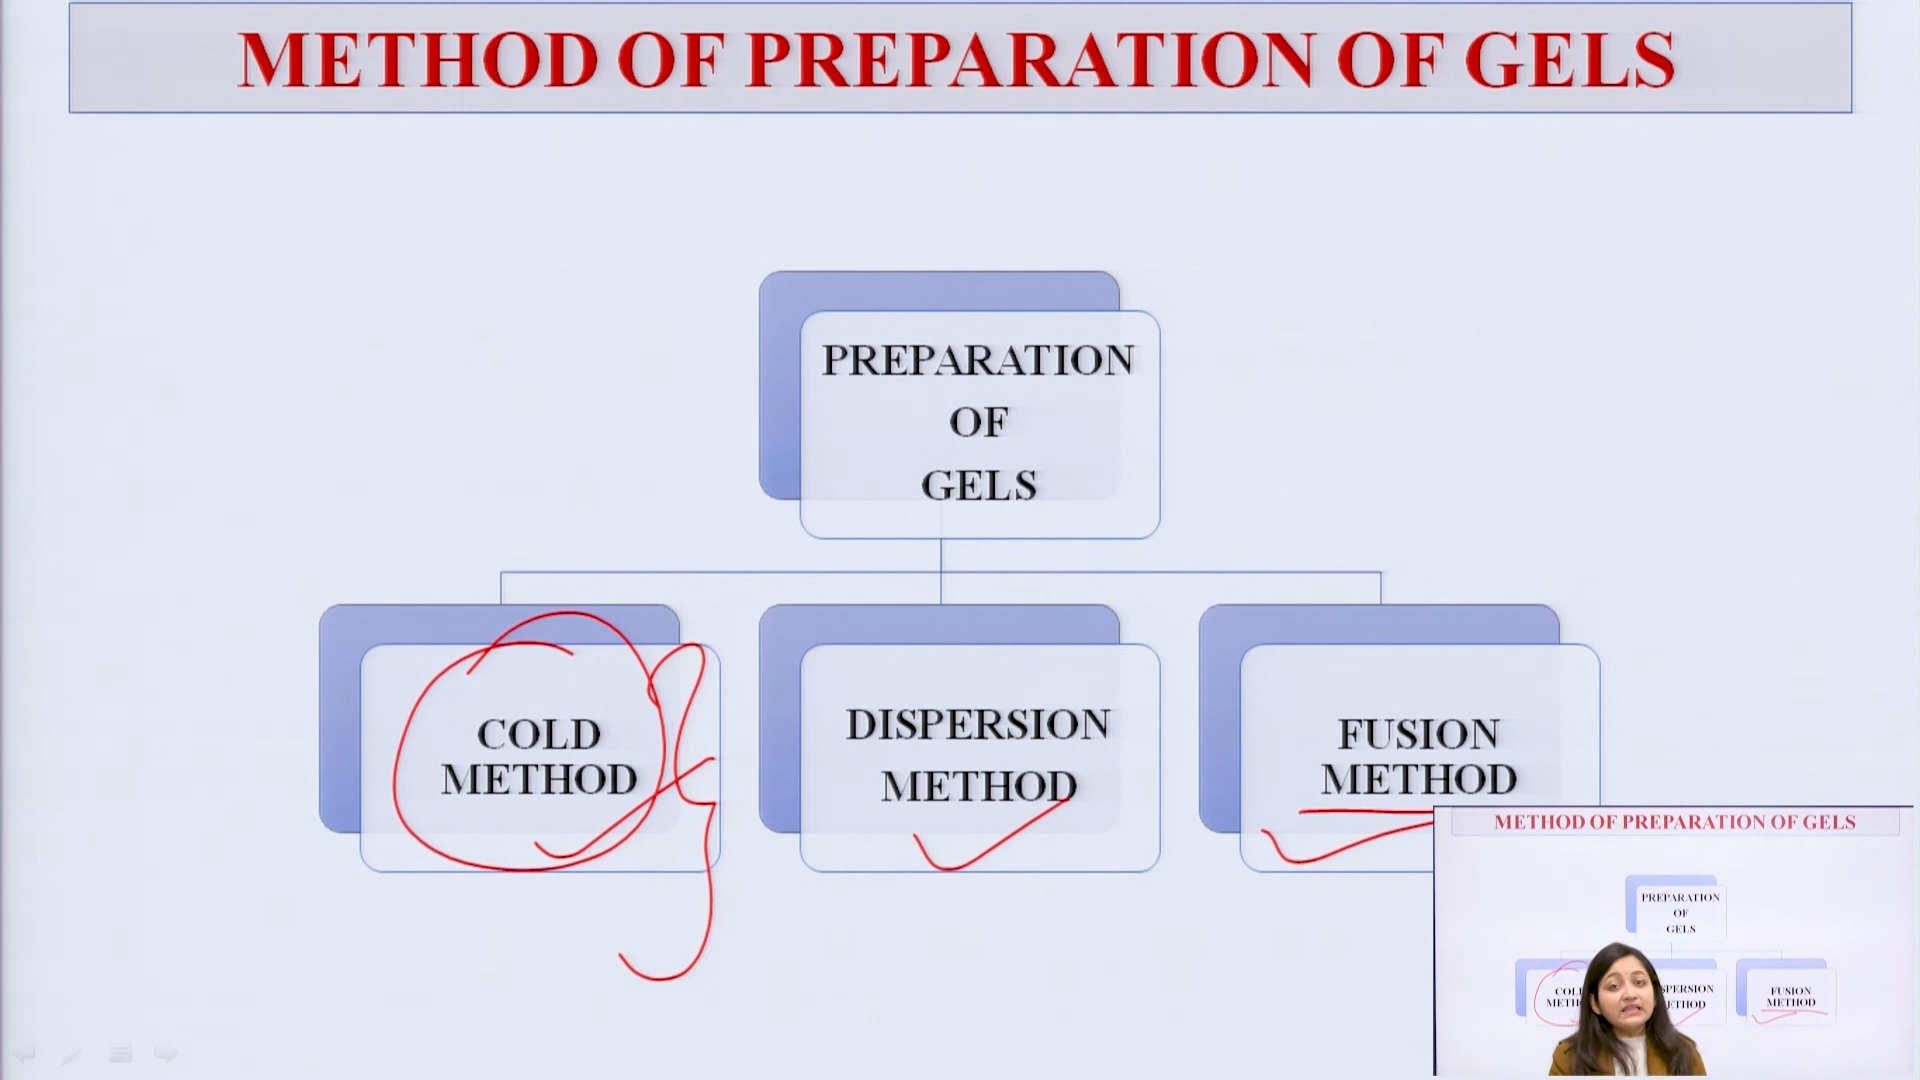 METHOD OF PREPARATION OF GELS
PREPARATION
OF
GELS
COLD
METHOD
DISPERSION
METHOD
FUSION
METHOD
METHOD OF PREPARATION OF GELS
PREPARATION
OF
GELS
FUSION
METHOD